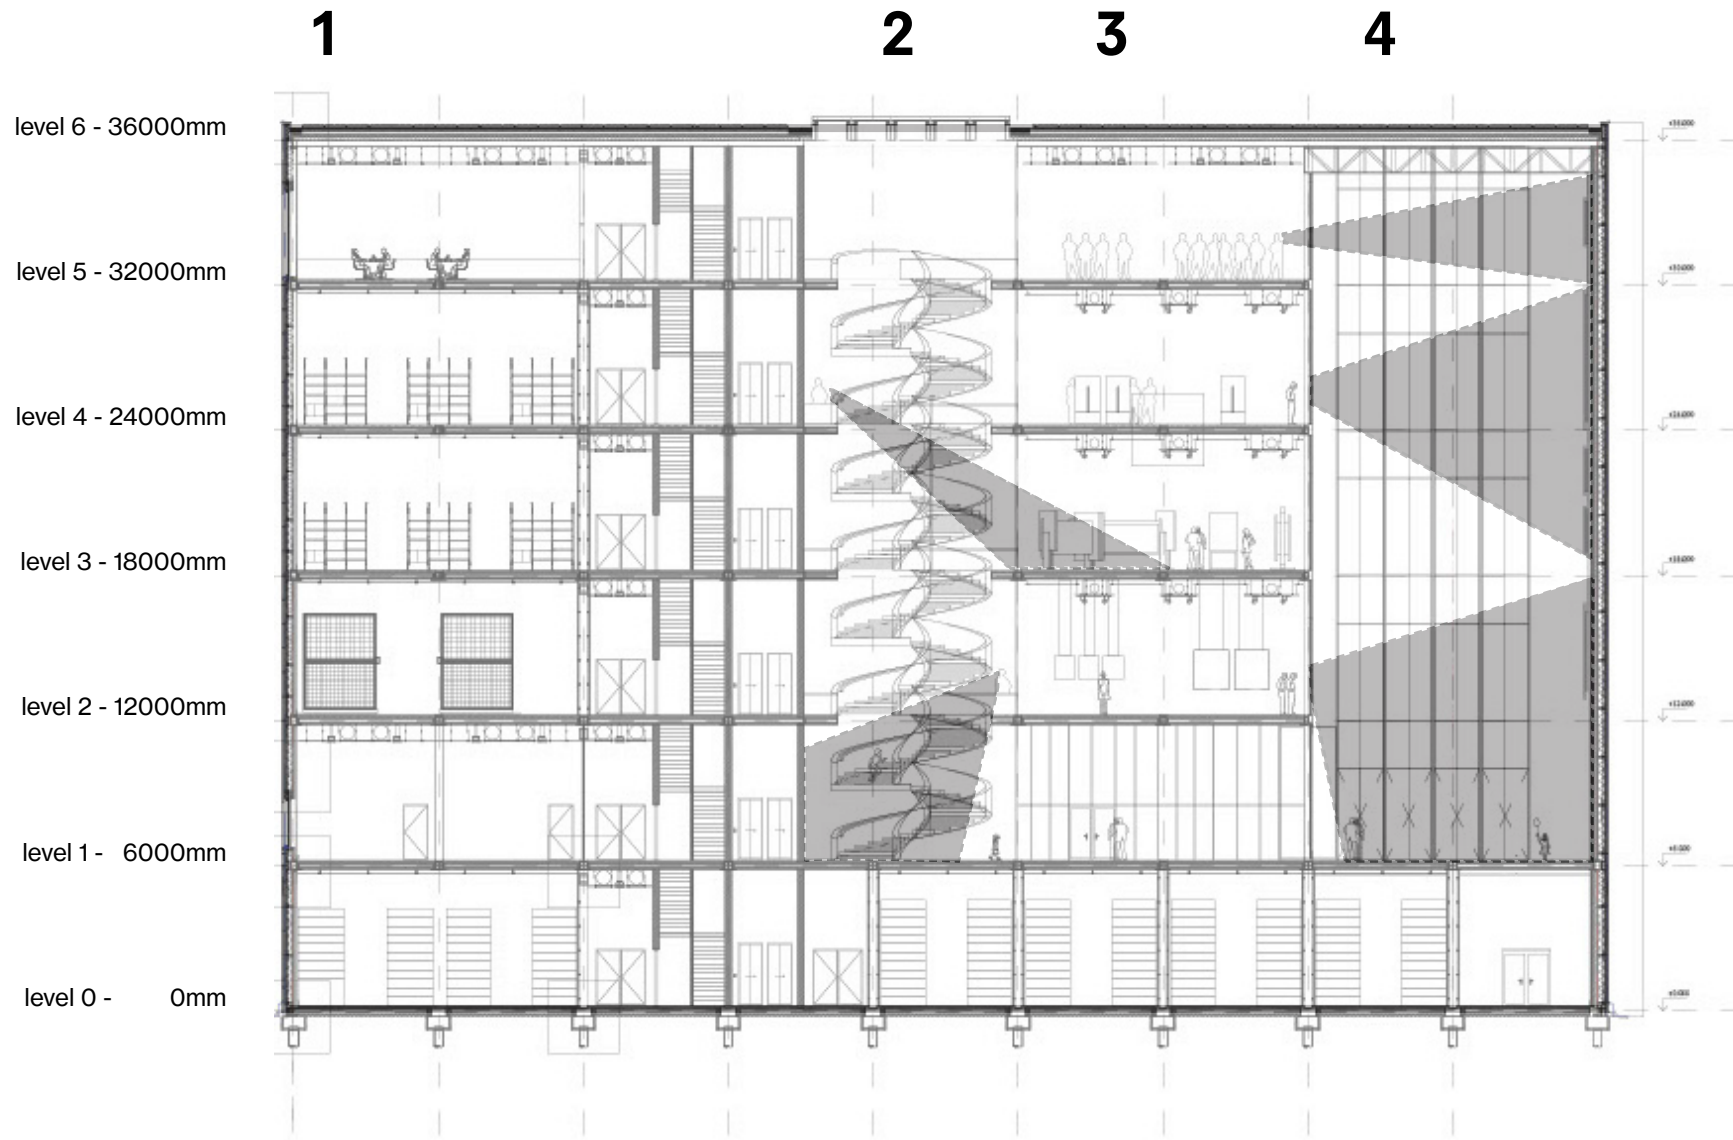 1 2 3 4
level 6 - 36000mm
level 5 - 32000mm
level 4 - 24000mm
level 3 - 18000mm
level 2 - 12000mm
level 1 - 6000mm
level 0 - 0mm